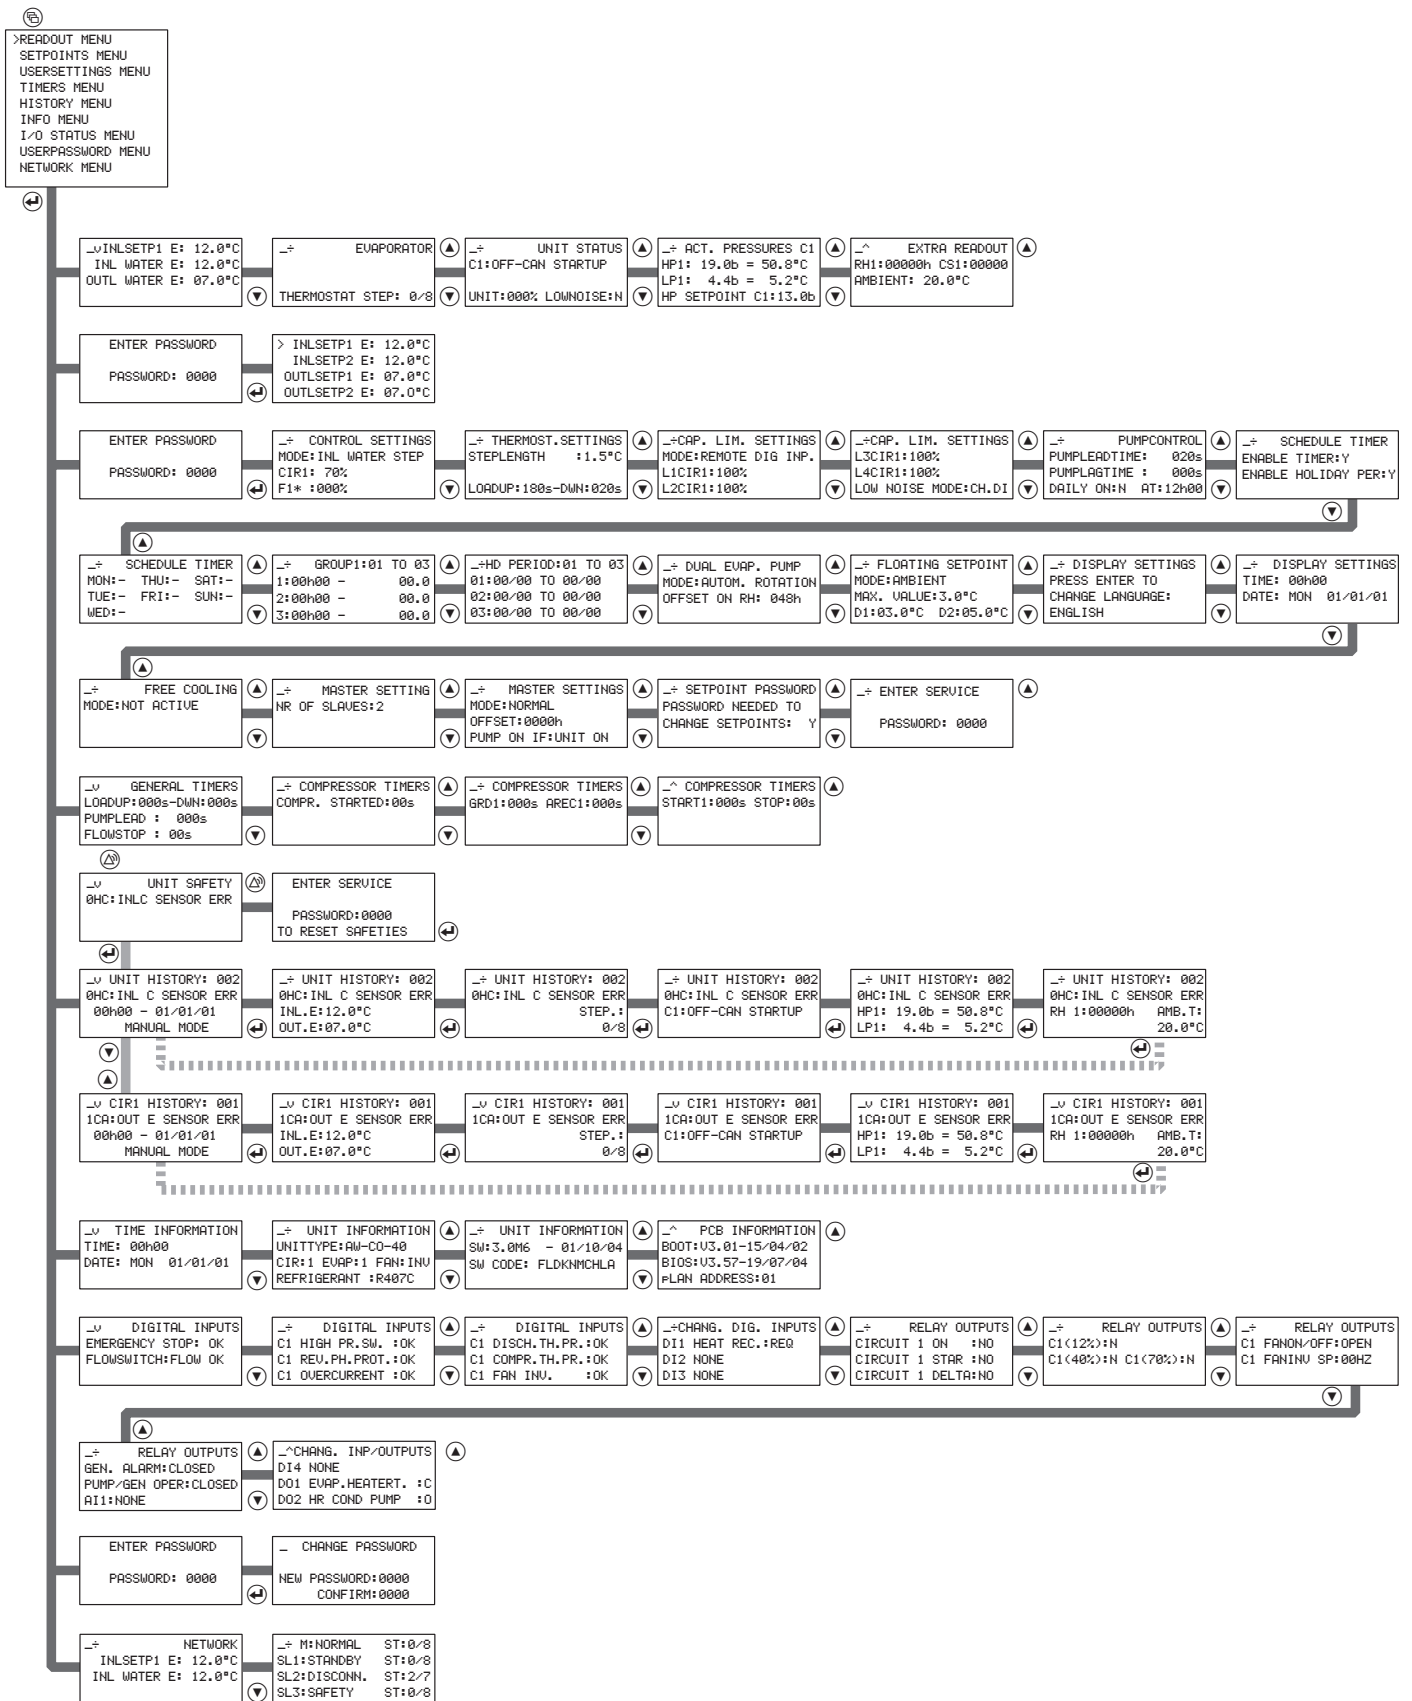 >READOUT MENU
SETPOINTS MENU
USERSETTINGS MENU
TIMERS MENU
HISTORY MENU
INFO MENU
I/O STATUS MENU
USERPASSWORD MENU
NETWORK MENU
_vINLSETP1 E: 12.0°C
INL WATER E: 12.0°C
OUTL WATER E: 07.0°C
_÷ EVAPORATOR
THERMOSTAT STEP: 0/8
_÷ UNIT STATUS
C1:OFF-CAN STARTUP
UNIT:000% LOWNOISE:N
_÷ ACT. PRESSURES C1
HP1: 19.0b = 50.8°C
LP1: 4.4b = 5.2°C
HP SETPOINT C1:13.0b
_^ EXTRA READOUT
RH1:00000h CS1:00000
AMBIENT: 20.0°C
ENTER PASSWORD
PASSWORD: 0000
> INLSETP1 E: 12.0°C
INLSETP2 E: 12.0°C
OUTLSETP1 E: 07.0°C
OUTLSETP2 E: 07.0°C
ENTER PASSWORD
PASSWORD: 0000
_÷ CONTROL SETTINGS
MODE:INL WATER STEP
CIR1: 70%
F1* :000%
_÷ THERMOST.SETTINGS
STEPLENGTH :1.5°C
LOADUP:180s-DWN:020s
_÷CAP. LIM. SETTINGS
MODE:REMOTE DIG INP.
L1CIR1:100%
L2CIR1:100%
_÷CAP. LIM. SETTINGS
L3CIR1:100%
L4CIR1:100%
LOW NOISE MODE:CH.DI
_÷ PUMPCONTROL
PUMPLEADTIME: 020s
PUMPLAGTIME : 000s
DAILY ON:N AT:12h00
_÷ SCHEDULE TIMER
ENABLE TIMER:Y
ENABLE HOLIDAY PER:Y
_÷ SCHEDULE TIMER
MON:- THU:- SAT:-
TUE:- FRI:- SUN:-
WED:-
_÷ GROUP1:01 TO 03
1:00h00 - 00.0
2:00h00 - 00.0
3:00h00 - 00.0
_÷HD PERIOD:01 TO 03
01:00/00 TO 00/00
02:00/00 TO 00/00
03:00/00 TO 00/00
_÷ DUAL EVAP. PUMP
MODE:AUTOM. ROTATION
OFFSET ON RH: 048h
_÷ FLOATING SETPOINT
MODE:AMBIENT
MAX. VALUE:3.0°C
D1:03.0°C D2:05.0°C
_÷ DISPLAY SETTINGS
PRESS ENTER TO
CHANGE LANGUAGE:
ENGLISH
_÷ DISPLAY SETTINGS
TIME: 00h00
DATE: MON 01/01/01
_÷ FREE COOLING
MODE:NOT ACTIVE
_÷ MASTER SETTING
NR OF SLAVES:2
_÷ MASTER SETTINGS
MODE:NORMAL
OFFSET:0000h
PUMP ON IF:UNIT ON
_÷ SETPOINT PASSWORD
PASSWORD NEEDED TO
CHANGE SETPOINTS: Y
_÷ ENTER SERVICE
PASSWORD: 0000
_v GENERAL TIMERS
LOADUP:000s-DWN:000s
PUMPLEAD : 000s
FLOWSTOP : 00s
_÷ COMPRESSOR TIMERS
COMPR. STARTED:00s
_÷ COMPRESSOR TIMERS
GRD1:000s AREC1:000s
_^ COMPRESSOR TIMERS
START1:000s STOP:00s
_v UNIT SAFETY
0HC:INLC SENSOR ERR
ENTER SERVICE
PASSWORD:0000
TO RESET SAFETIES
_v UNIT HISTORY: 002
0HC:INL C SENSOR ERR
00h00 - 01/01/01
MANUAL MODE
_÷ UNIT HISTORY: 002
0HC:INL C SENSOR ERR
INL.E:12.0°C
OUT.E:07.0°C
_÷ UNIT HISTORY: 002
0HC:INL C SENSOR ERR
STEP.:
0/8
_÷ UNIT HISTORY: 002
0HC:INL C SENSOR ERR
C1:OFF-CAN STARTUP
_÷ UNIT HISTORY: 002
0HC:INL C SENSOR ERR
HP1: 19.0b = 50.8°C
LP1: 4.4b = 5.2°C
_÷ UNIT HISTORY: 002
0HC:INL C SENSOR ERR
RH 1:00000h AMB.T:
20.0°C
_v CIR1 HISTORY: 001
1CA:OUT E SENSOR ERR
00h00 - 01/01/01
MANUAL MODE
_v CIR1 HISTORY: 001
1CA:OUT E SENSOR ERR
INL.E:12.0°C
OUT.E:07.0°C
_v CIR1 HISTORY: 001
1CA:OUT E SENSOR ERR
STEP.:
0/8
_v CIR1 HISTORY: 001
1CA:OUT E SENSOR ERR
C1:OFF-CAN STARTUP
_v CIR1 HISTORY: 001
1CA:OUT E SENSOR ERR
HP1: 19.0b = 50.8°C
LP1: 4.4b = 5.2°C
_v CIR1 HISTORY: 001
1CA:OUT E SENSOR ERR
RH 1:00000h AMB.T:
20.0°C
_v TIME INFORMATION
TIME: 00h00
DATE: MON 01/01/01
_÷ UNIT INFORMATION
UNITTYPE:AW-CO-40
CIR:1 EVAP:1 FAN:INV
REFRIGERANT :R407C
_÷ UNIT INFORMATION
SW:3.0M6 - 01/10/04
SW CODE: FLDKNMCHLA
_^ PCB INFORMATION
BOOT:V3.01-15/04/02
BIOS:V3.57-19/07/04
pLAN ADDRESS:01
_v DIGITAL INPUTS
EMERGENCY STOP: OK
FLOWSWITCH:FLOW OK
_÷ DIGITAL INPUTS
C1 HIGH PR.SW. :OK
C1 REV.PH.PROT.:OK
C1 OVERCURRENT :OK
_÷ DIGITAL INPUTS
C1 DISCH.TH.PR.:OK
C1 COMPR.TH.PR.:OK
C1 FAN INV. :OK
_÷CHANG. DIG. INPUTS
DI1 HEAT REC.:REQ
DI2 NONE
DI3 NONE
_÷ RELAY OUTPUTS
CIRCUIT 1 ON :NO
CIRCUIT 1 STAR :NO
CIRCUIT 1 DELTA:NO
_÷ RELAY OUTPUTS
C1(12%):N
C1(40%):N C1(70%):N
_÷ RELAY OUTPUTS
C1 FANON/OFF:OPEN
C1 FANINV SP:00HZ
_÷ RELAY OUTPUTS
GEN. ALARM:CLOSED
PUMP/GEN OPER:CLOSED
AI1:NONE
_^CHANG. INP/OUTPUTS
DI4 NONE
DO1 EVAP.HEATERT. :C
DO2 HR COND PUMP :O
ENTER PASSWORD
PASSWORD: 0000
_ CHANGE PASSWORD
NEW PASSWORD:0000
CONFIRM:0000
_÷ NETWORK
INLSETP1 E: 12.0°C
INL WATER E: 12.0°C
_÷ M:NORMAL ST:0/8
SL1:STANDBY ST:0/8
SL2:DISCONN. ST:2/7
SL3:SAFETY ST:0/8